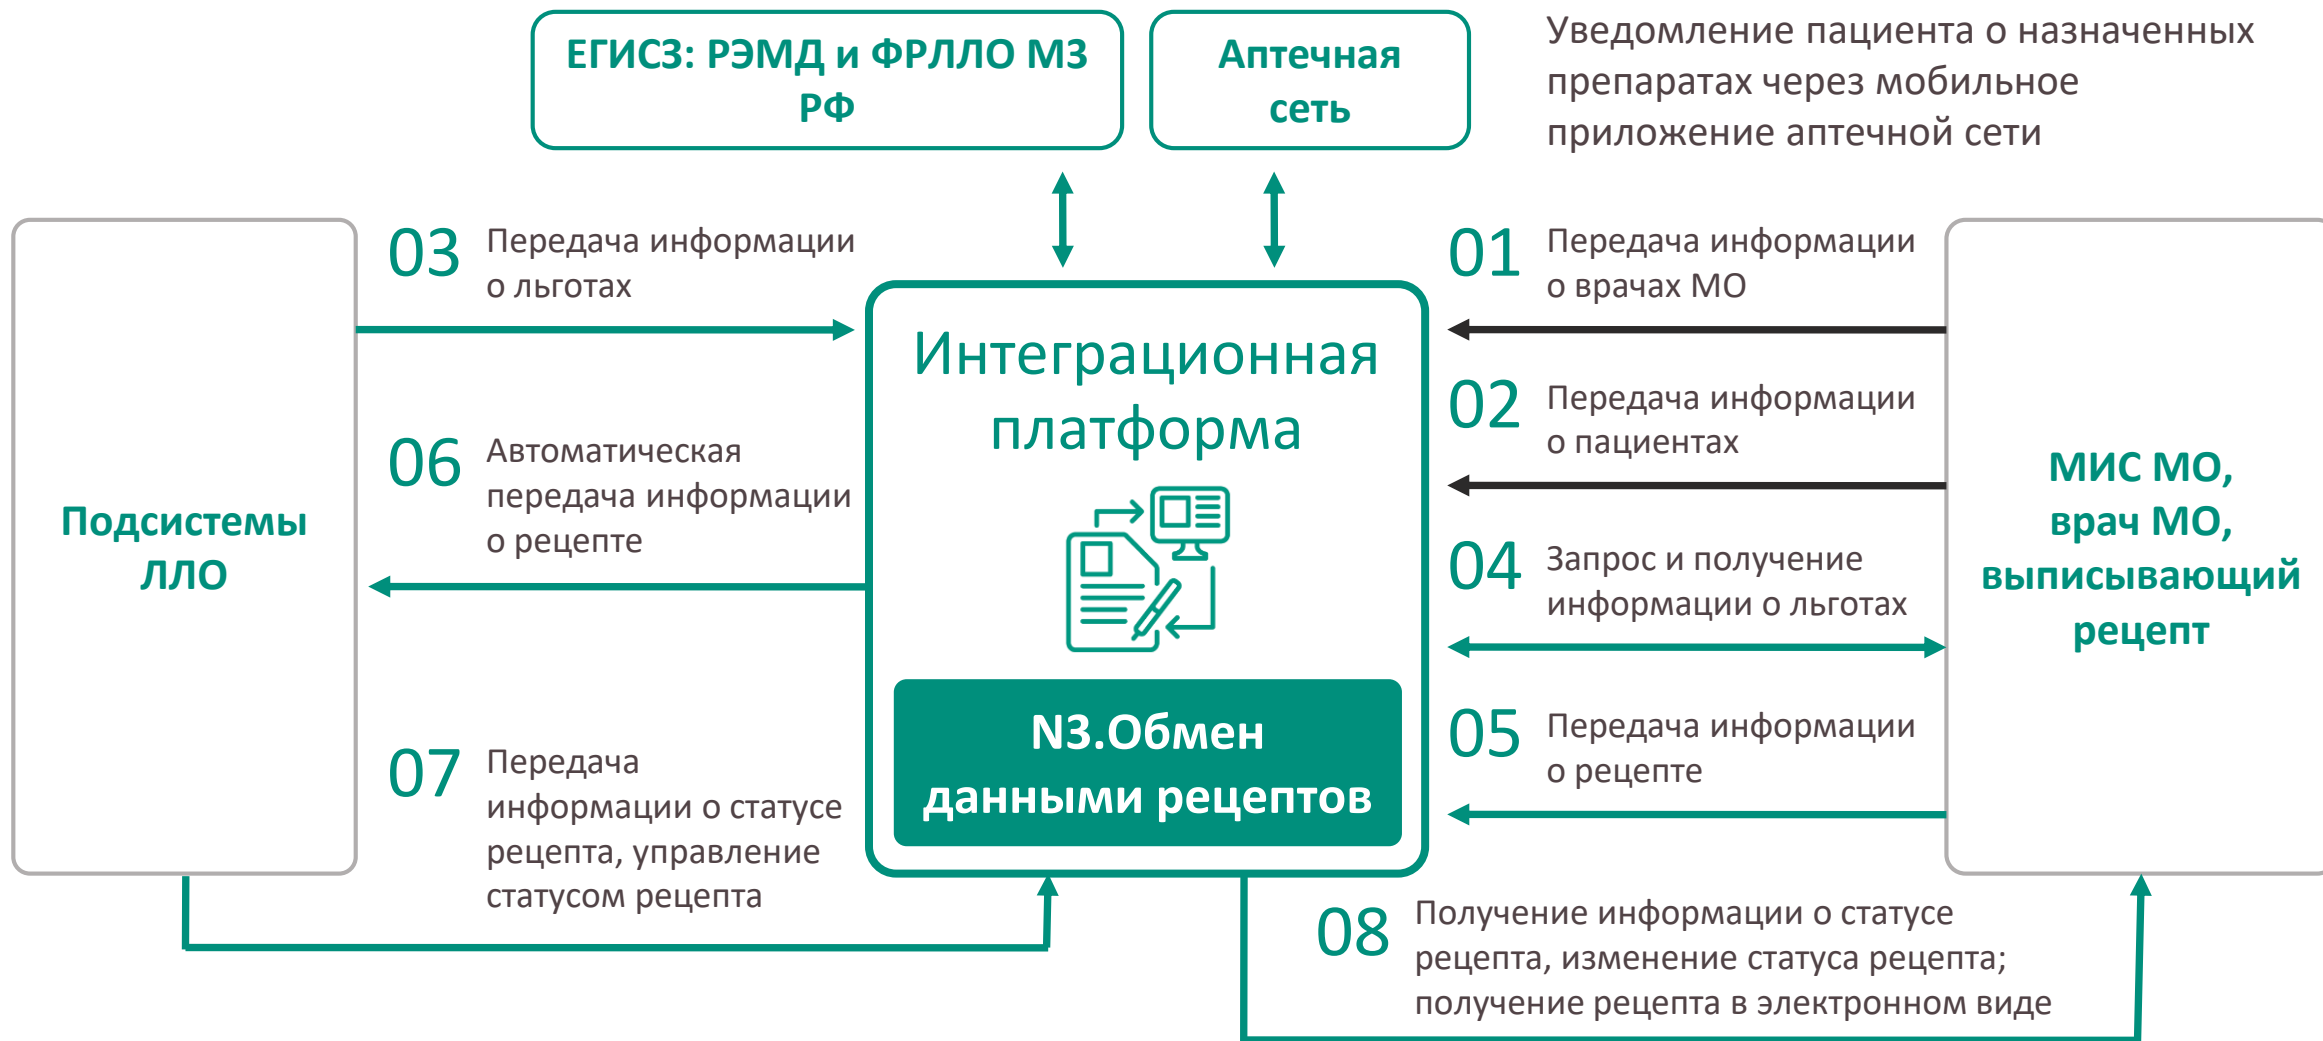 ЕГИСЗ: РЭМД и ФРЛЛО МЗ
РФ
Аптечная
сеть
Уведомление пациента о назначенных
препаратах через мобильное
приложение аптечной сети
Подсистемы
ЛЛО
03
Передача информации
о льготах
06
Автоматическая
передача информации
о рецепте
07
Передача
информации о статусе
рецепта, управление
статусом рецепта
Интеграционная
платформа
N3.Обмен
данными рецептов
01
Передача информации
о врачах МО
02
Передача информации
о пациентах
04
Запрос и получение
информации о льготах
05
Передача информации
о рецепте
08
Получение информации о статусе
рецепта, изменение статуса рецепта;
получение рецепта в электронном виде
МИС МО,
врач МО,
выписывающий
рецепт